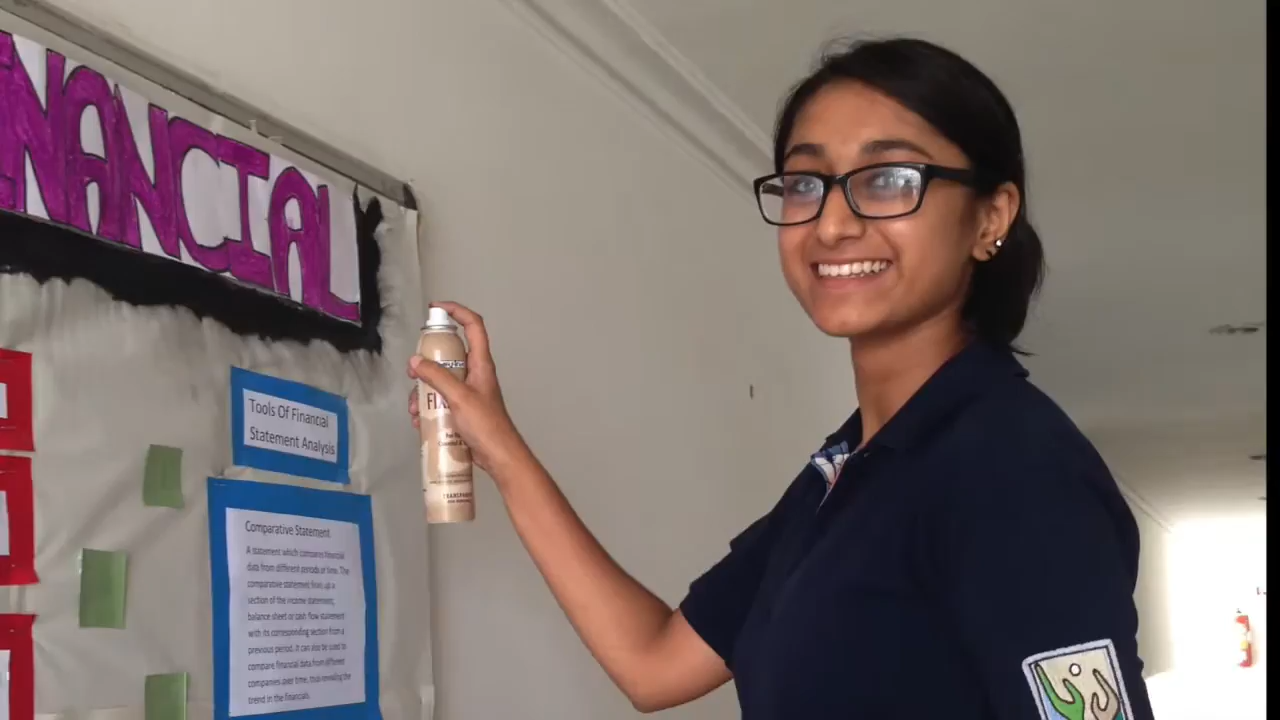 NANCIAL
Tools Of Financial
Statement Analysis
Comparative Statement
A statement which compares financial
data from different periods of time. The
comparative statement lines up a
section of the income statement,
balance sheet or cash flow statement
with its corresponding section from a
previous period. It can also be used to
compare financial data from different
companies over time, thus revealing the
trend in the financials.
TRANSPARENT